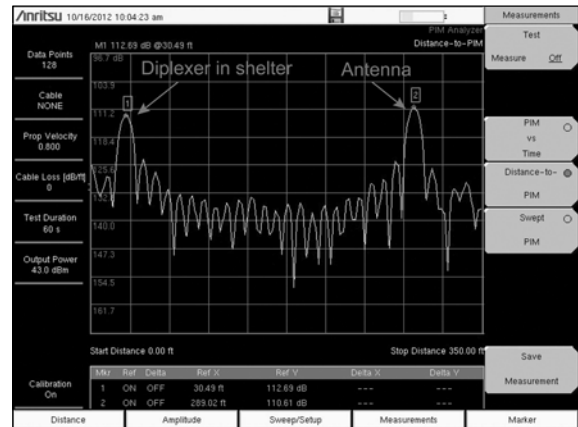 Anritsu 10/16/2012 10:04:23 am
PIM Analyzer
M1 112.69 dB @30.49 ft
Distance-to-PIM
Data Points
128
Cable
NONE
Prop Velocity
0.800
Cable Loss [dB/ft]
0
Test Duration
60 s
Output Power
43.0 dBm
Calibration
On
96.7 dB
103.9
111.2
118.4
125.6
140.0
147.3
154.5
161.7
Diplexer in shelter
Antenna
1
2
Start Distance 0.00 ft
Stop Distance 350.00 ft
Mkr Ref Delta Ref X Ref Y Delta X Delta Y
1 ON OFF 30.49 ft 112.69 dB --- ---
2 ON OFF 289.02 ft 110.61 dB --- ---
Measurements
Test
Measure Off
PIM
vs
Time
Distance-to-
PIM
Swept
PIM
Save
Measurement
Distance
Amplitude
Sweep/Setup
Measurements
Marker